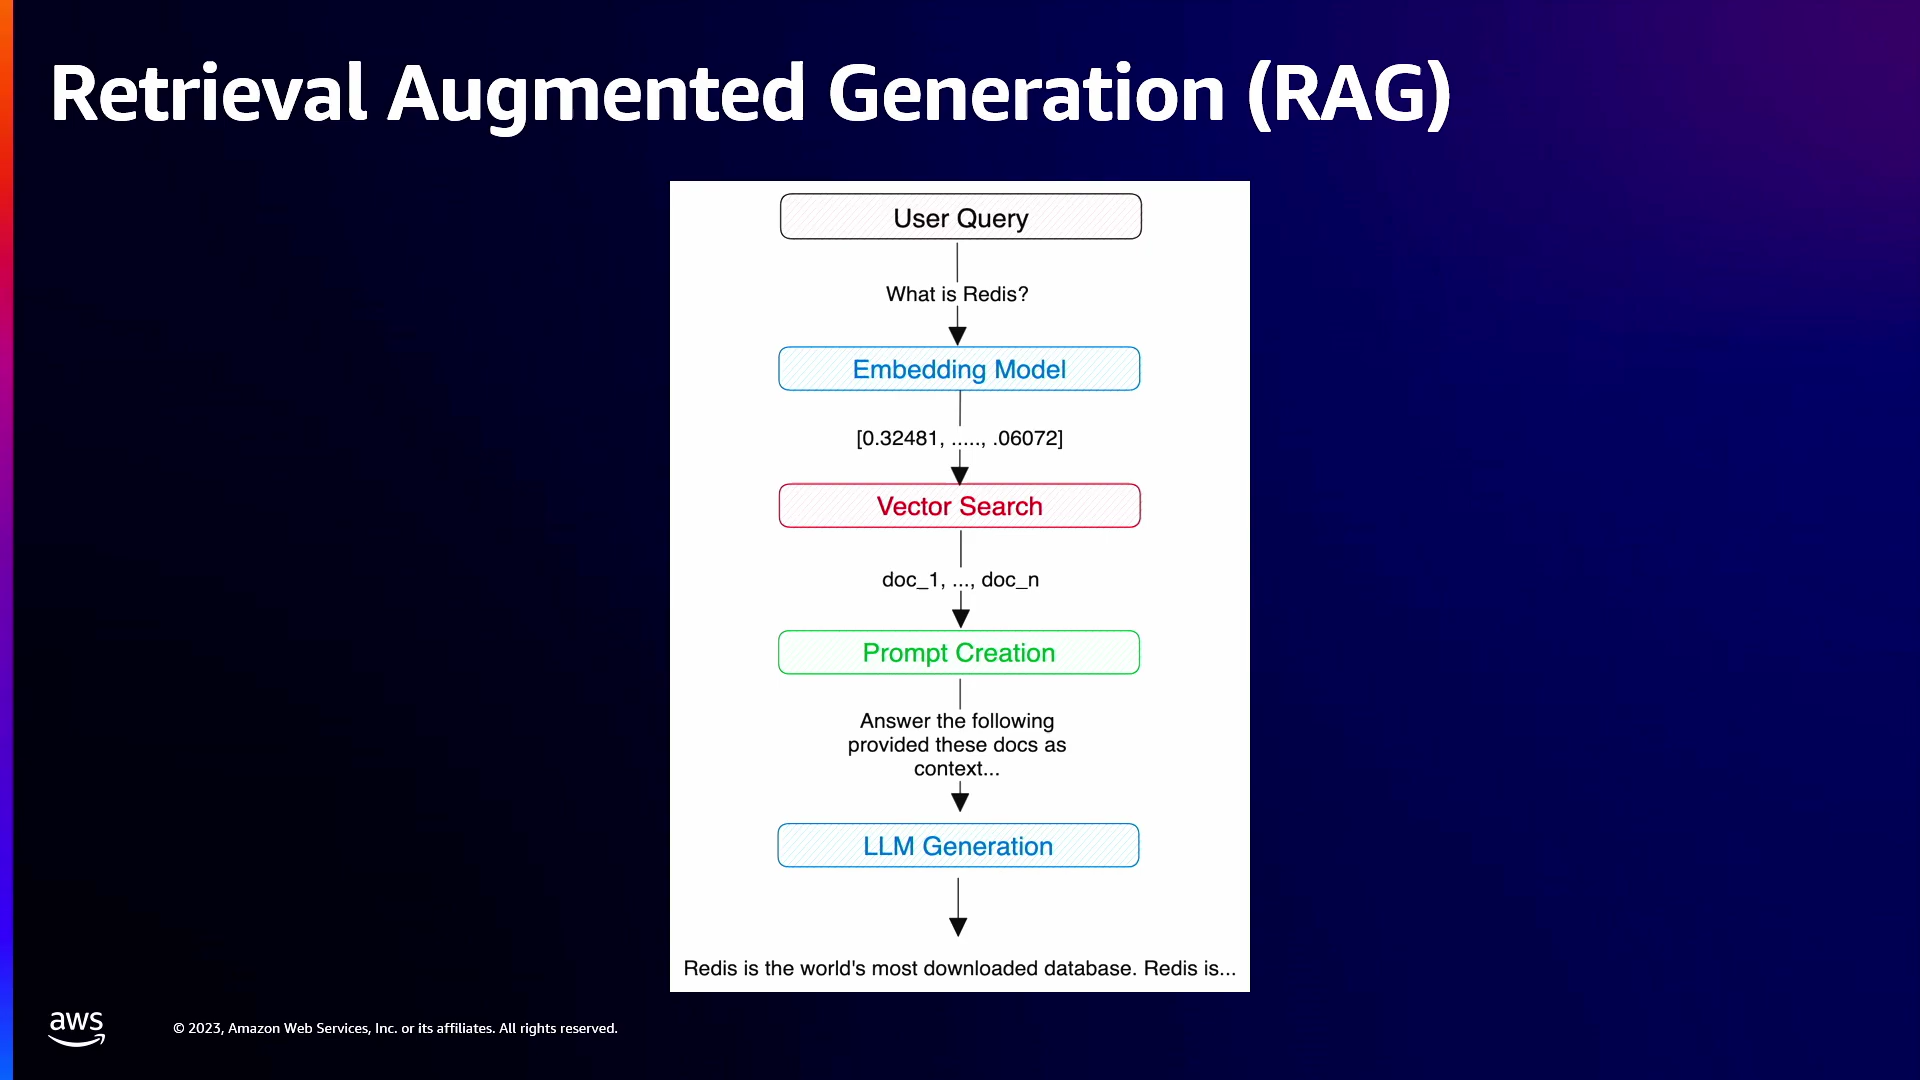 Retrieval Augmented Generation (RAG)
User Query
What is Redis?
Embedding Model
[0.32481, ....., .06072]
Vector Search
doc_1, ..., doc_n
Prompt Creation
Answer the following
provided these docs as
context...
LLM Generation
Redis is the world's most downloaded database. Redis is...
aws
© 2023, Amazon Web Services, Inc. or its affiliates. All rights reserved.